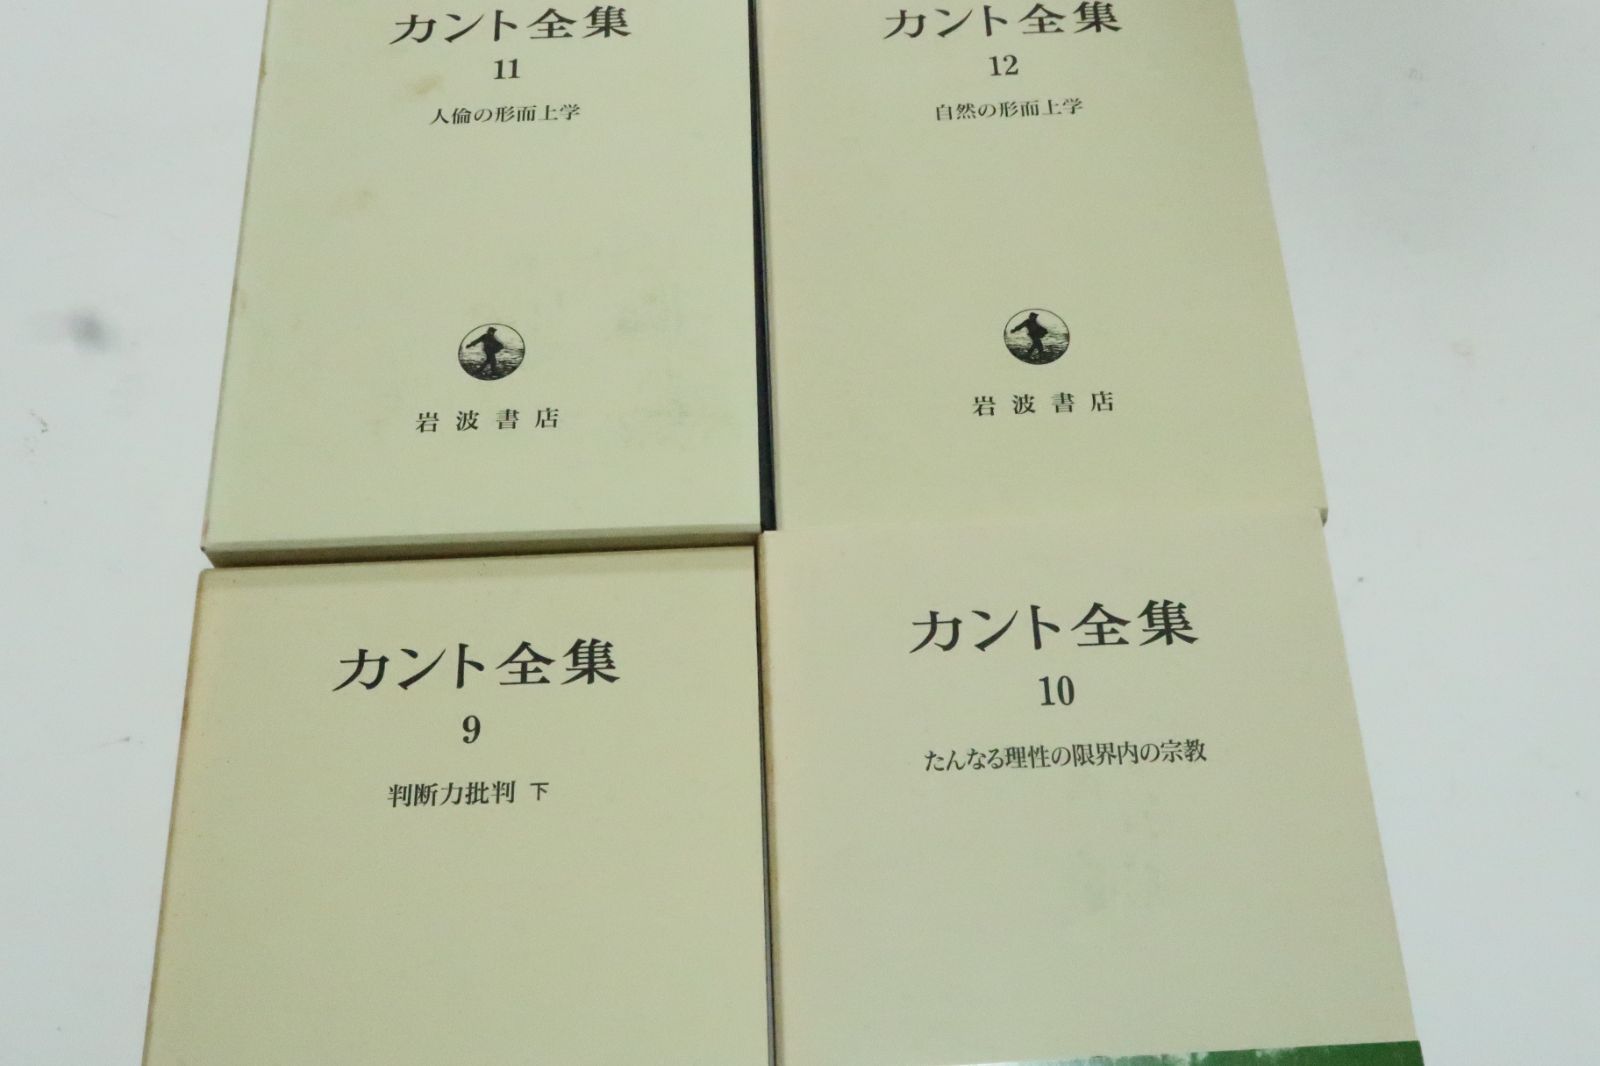 カント全集
11
人倫の形而上学
岩波書店
カント全集
12
自然の形而上学
岩波書店
カント全集
9
判断力批判 下
カント全集
10
たんなる理性の限界内の宗教